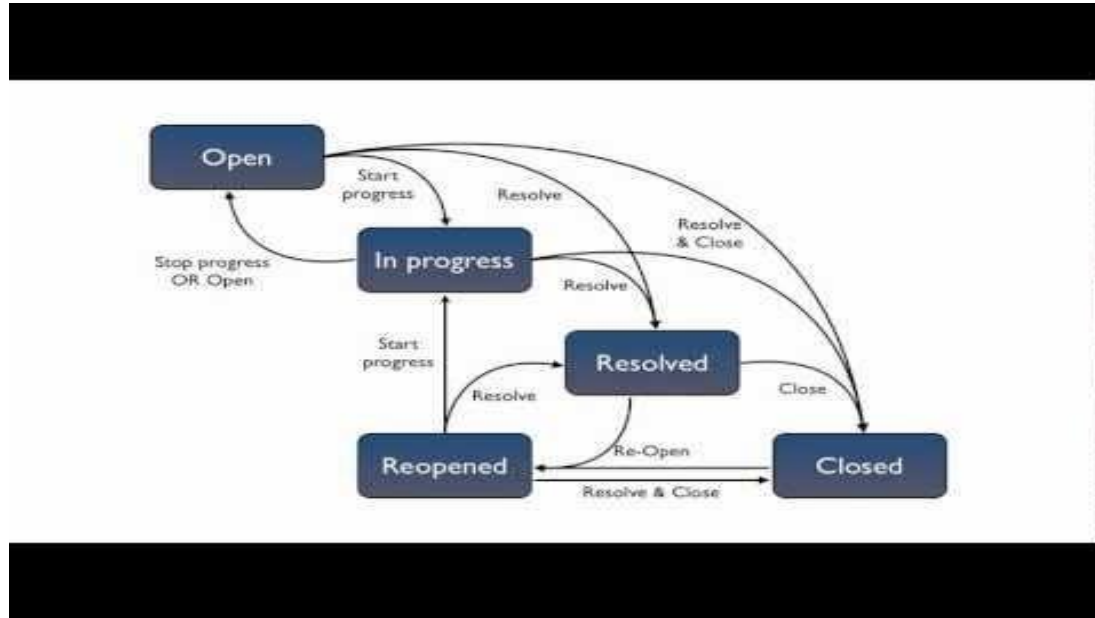 Open
Start
progress
Resolve
Resolve
& Close
Stop progress
OR Open
In progress
Resolve
Start
progress
Resolved
Resolve
Close
Reopened
Re-Open
Closed
Resolve & Close